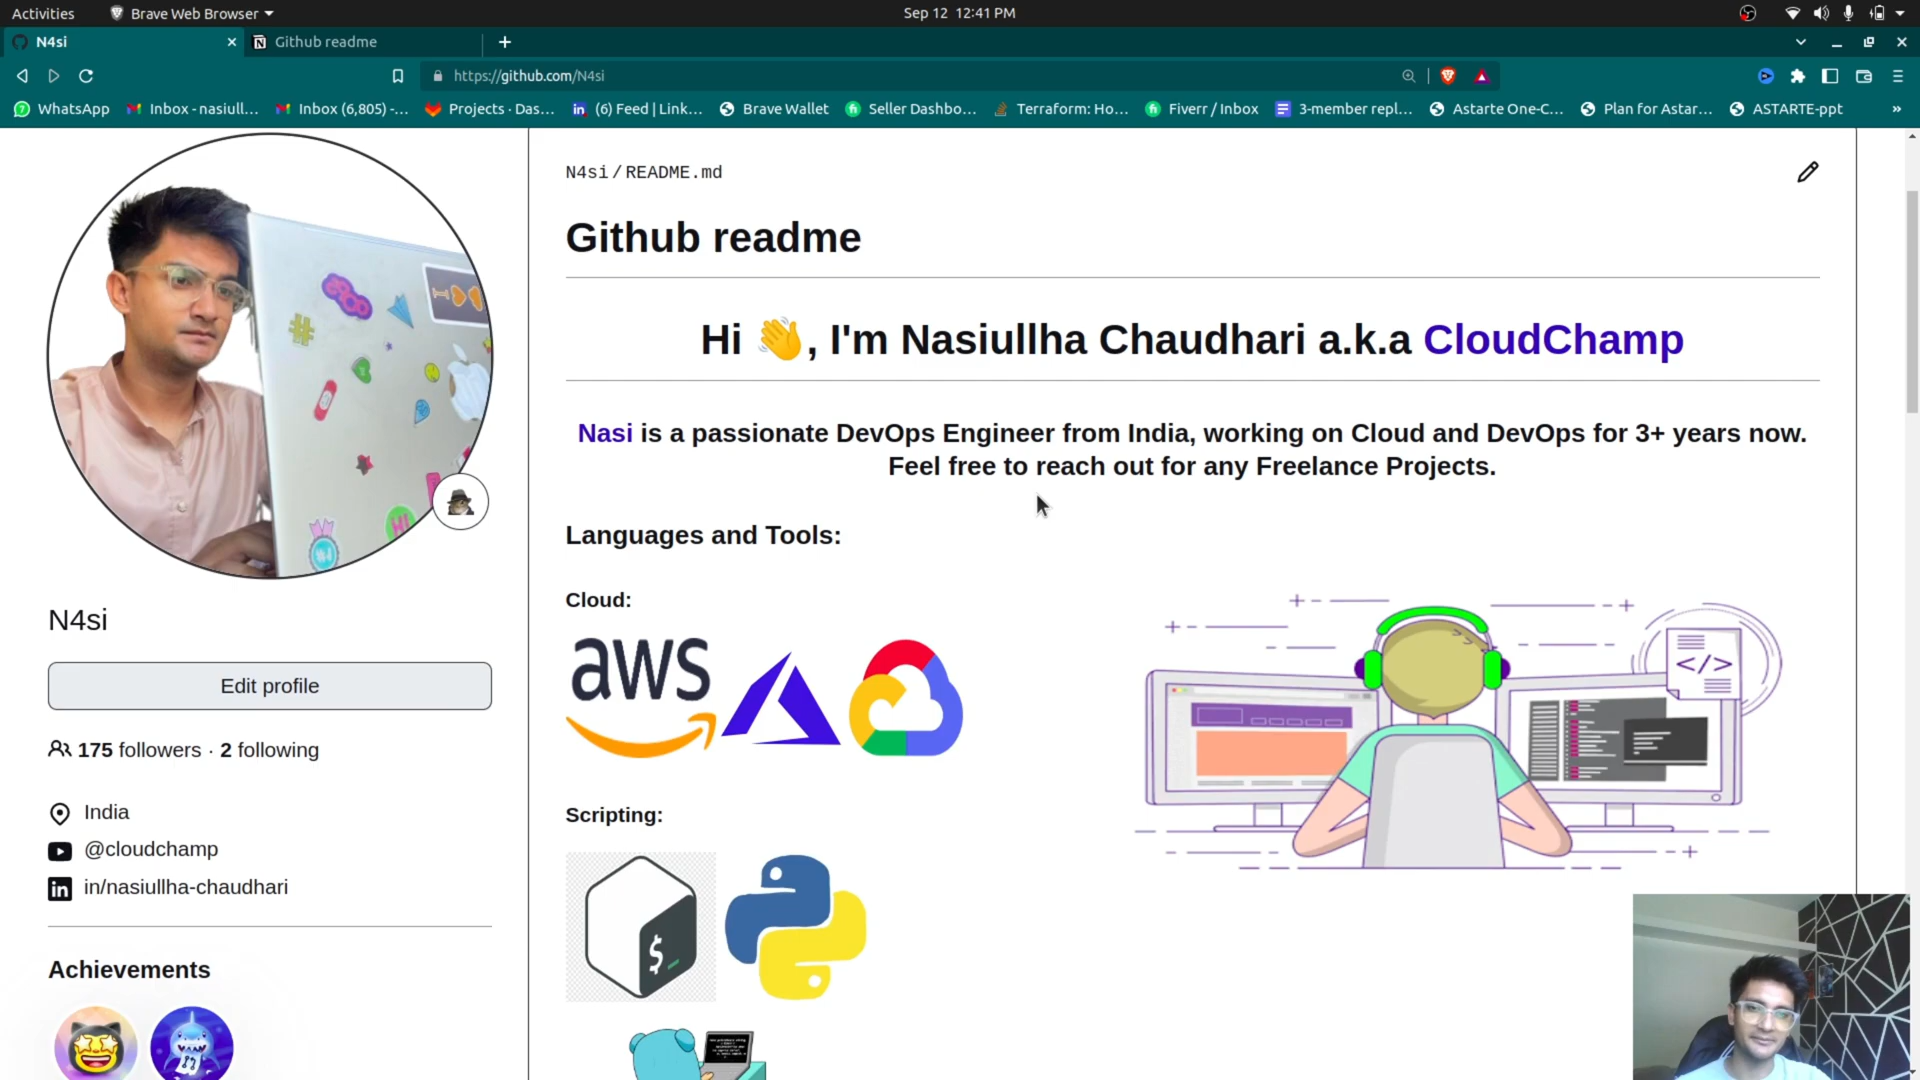 Activities
Brave Web Browser
Sep 12 12:41 PM
N4si
Github readme
https://github.com/N4si
WhatsApp
Inbox - nasiull...
Inbox (6,805) -...
Projects · Das...
(6) Feed | Link...
Brave Wallet
Seller Dashbo...
Terraform: Ho...
Fiverr / Inbox
3-member repl...
Astarte One-C...
Plan for Astar...
ASTARTE-ppt
»
N4si/README.md
Github readme
Hi 👋, I'm Nasiullha Chaudhari a.k.a CloudChamp
Nasi is a passionate DevOps Engineer from India, working on Cloud and DevOps for 3+ years now.
Feel free to reach out for any Freelance Projects.
Languages and Tools:
Cloud:
aws
</>
Scripting:
$_
N4si
Edit profile
175 followers · 2 following
India
@cloudchamp
in/nasiullha-chaudhari
Achievements